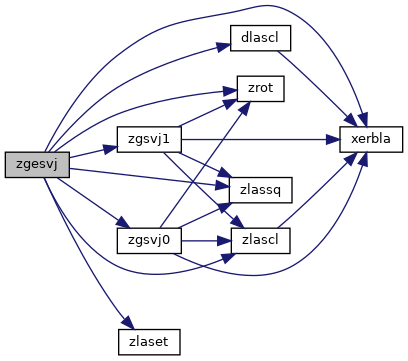 dlascl
zrot
zgesvj
zgsvj1
xerbla
zlassq
zgsvj0
zlascl
zlaset